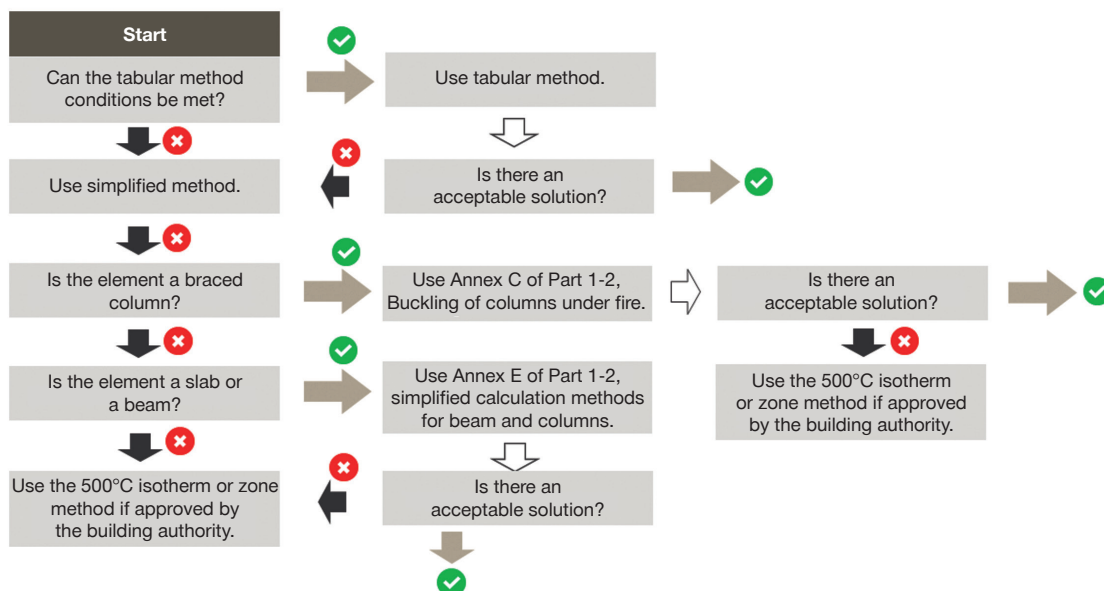 Start
Can the tabular method
conditions be met?
Use tabular method.
Use simplified method.
Is there an
acceptable solution?
Is the element a braced
column?
Use Annex C of Part 1-2,
Buckling of columns under fire.
Is there an
acceptable solution?
Is the element a slab or
a beam?
Use Annex E of Part 1-2,
simplified calculation methods
for beam and columns.
Use the 500°C isotherm
or zone method if approved
by the building authority.
Use the 500°C isotherm or zone
method if approved by
the building authority.
Is there an
acceptable solution?